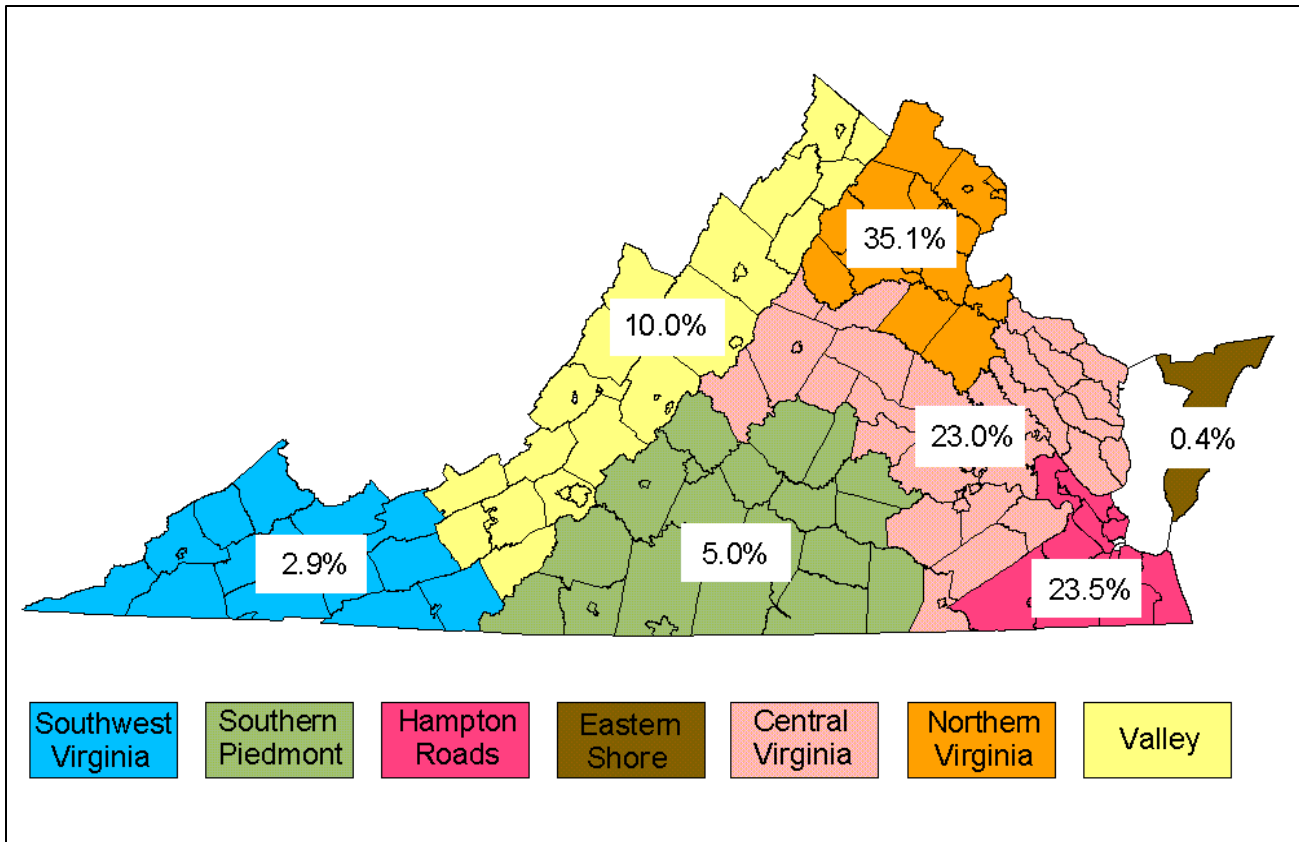 35.1%
10.0%
23.0%
0.4%
2.9%
5.0%
23.5%
Southwest
Virginia
Southern
Piedmont
Hampton
Roads
Eastern
Shore
Central
Virginia
Northern
Virginia
Valley